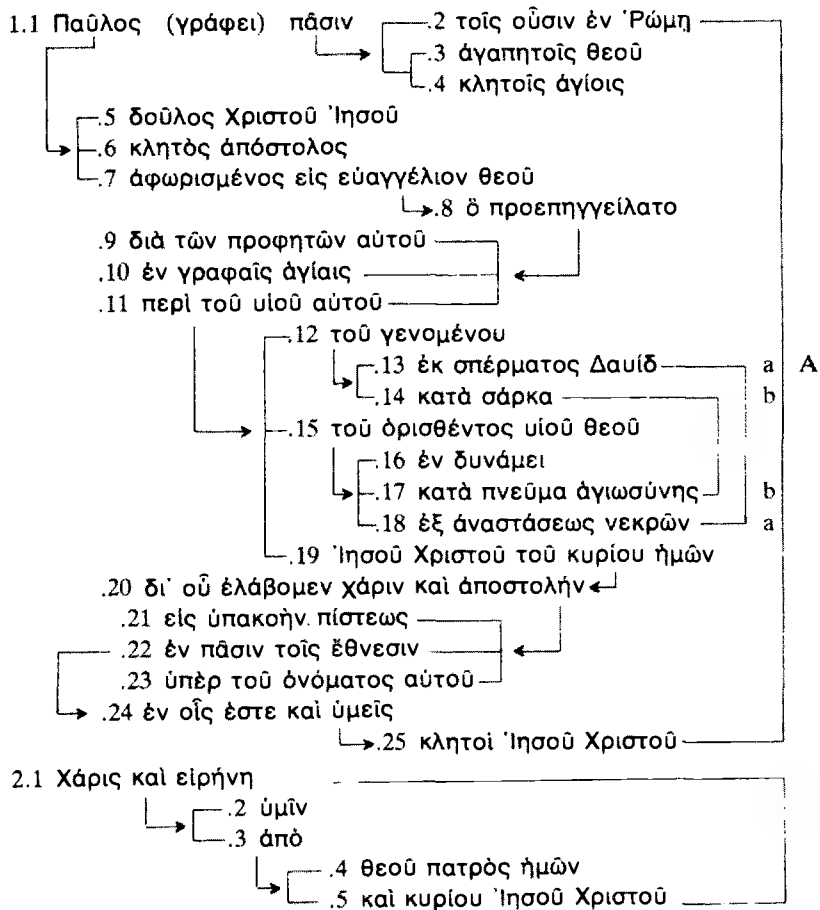 1.1 Παῦλος (γράφει) πᾶσιν .2 τοῖς οὖσιν ἐν Ῥώμῃ
.3 ἀγαπητοῖς θεοῦ
.4 κλητοῖς ἁγίοις
.5 δοῦλος Χριστοῦ Ἰησοῦ
.6 κλητὸς ἀπόστολος
.7 ἀφωρισμένος εἰς εὐαγγέλιον θεοῦ
.8 ὃ προεπηγγείλατο
.9 διὰ τῶν προφητῶν αὐτοῦ
.10 ἐν γραφαῖς ἁγίαις
.11 περὶ τοῦ υἱοῦ αὐτοῦ
.12 τοῦ γενομένου
.13 ἐκ σπέρματος Δαυίδ a A
.14 κατὰ σάρκα b
.15 τοῦ ὁρισθέντος υἱοῦ θεοῦ
.16 ἐν δυνάμει
.17 κατὰ πνεῦμα ἁγιωσύνης b
.18 ἐξ ἀναστάσεως νεκρῶν a
.19 Ἰησοῦ Χριστοῦ τοῦ κυρίου ἡμῶν
.20 δι' οὗ ἐλάβομεν χάριν καὶ ἀποστολήν
.21 εἰς ὑπακοὴν. πίστεως
.22 ἐν πᾶσιν τοῖς ἔθνεσιν
.23 ὑπὲρ τοῦ ὀνόματος αὐτοῦ
.24 ἐν οἷς ἐστε καὶ ὑμεῖς
.25 κλητοὶ Ἰησοῦ Χριστοῦ
2.1 Χάρις καὶ εἰρήνη
.2 ὑμῖν
.3 ἀπὸ
.4 θεοῦ πατρὸς ἡμῶν
.5 καὶ κυρίου Ἰησοῦ Χριστοῦ